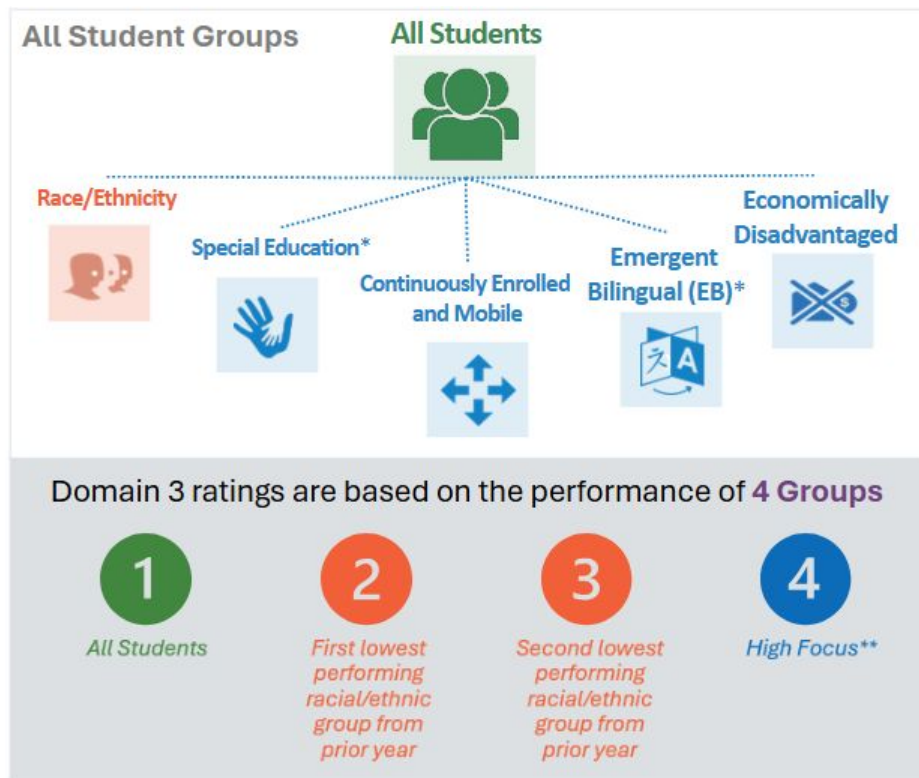 All Student Groups
All Students
Race/Ethnicity
Special Education*
Continuously Enrolled
and Mobile
Emergent
Bilingual (EB)*
Economically
Disadvantaged
A
$
Domain 3 ratings are based on the performance of 4 Groups
1
All Students
2
First lowest
performing
racial/ethnic
group from
prior year
3
Second lowest
performing
racial/ethnic
group from
prior year
4
High Focus**